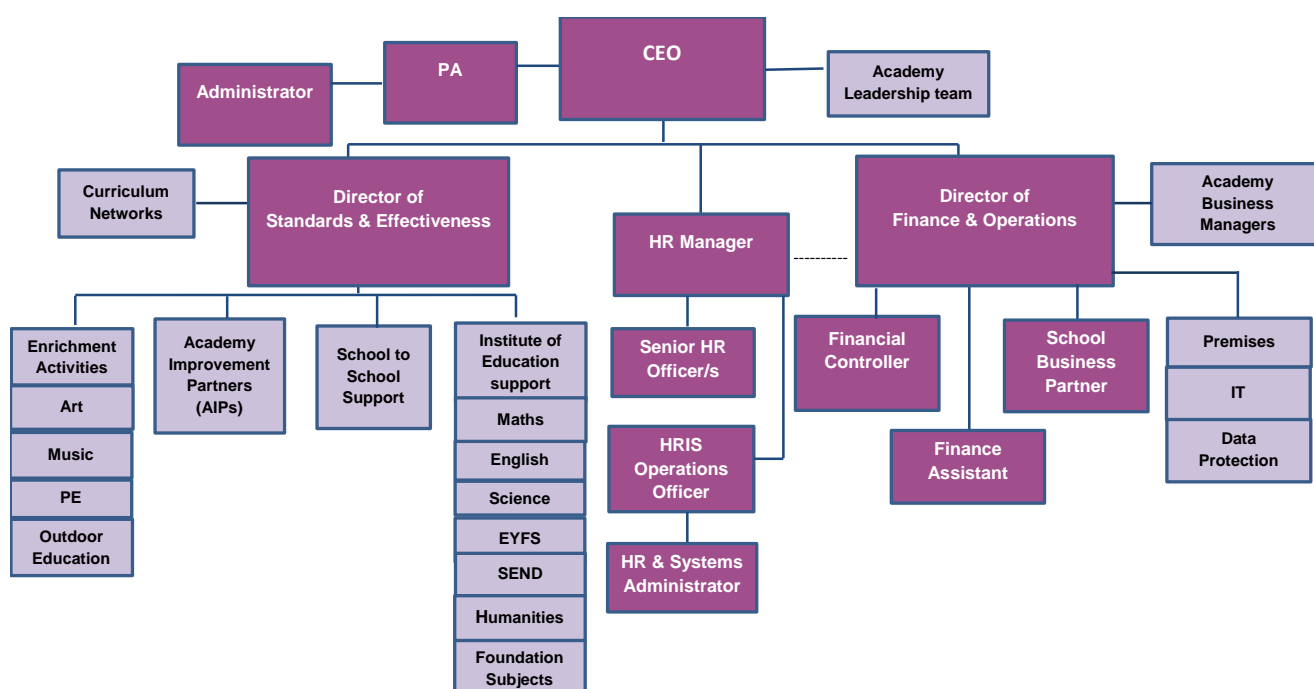 CEO
PA
Administrator
Academy
Leadership team
Curriculum
Networks
Director of
Standards & Effectiveness
HR Manager
Director of
Finance & Operations
Academy
Business
Managers
Enrichment
Activities
Art
Music
PE
Outdoor
Education
Academy
Improvement
Partners
(AIPs)
School to
School
Support
Institute of
Education
support
Maths
English
Science
EYFS
SEND
Humanities
Foundation
Subjects
Senior HR
Officer/s
HRIS
Operations
Officer
HR & Systems
Administrator
Financial
Controller
Finance
Assistant
School
Business
Partner
Premises
IT
Data
Protection